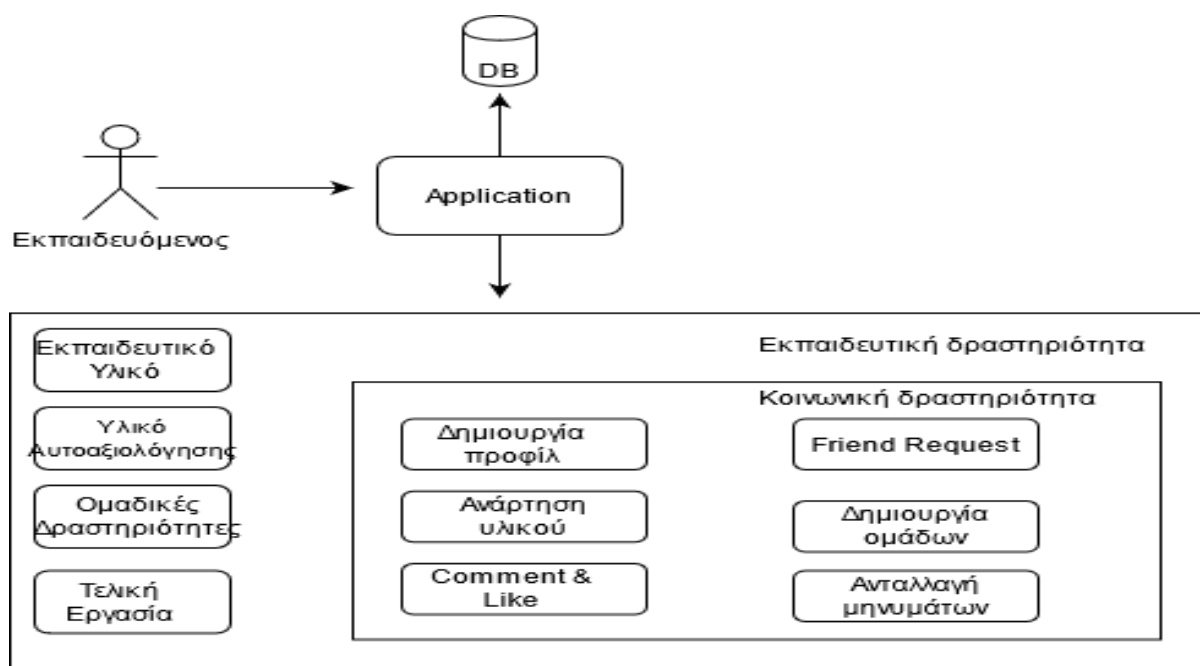 DB
Application
Εκπαιδευόμενος
Εκπαιδευτική δραστηριότητα
Εκπαιδευτικό
Υλικό
Υλικό
Αυτοαξιολόγησης
Ομαδικές
Δραστηριότητες
Τελική
Εργασία
Κοινωνική δραστηριότητα
Δημιουργία
προφίλ
Ανάρτηση
υλικού
Comment &
Like
Friend Request
Δημιουργία
ομάδων
Ανταλλαγή
μηνυμάτων